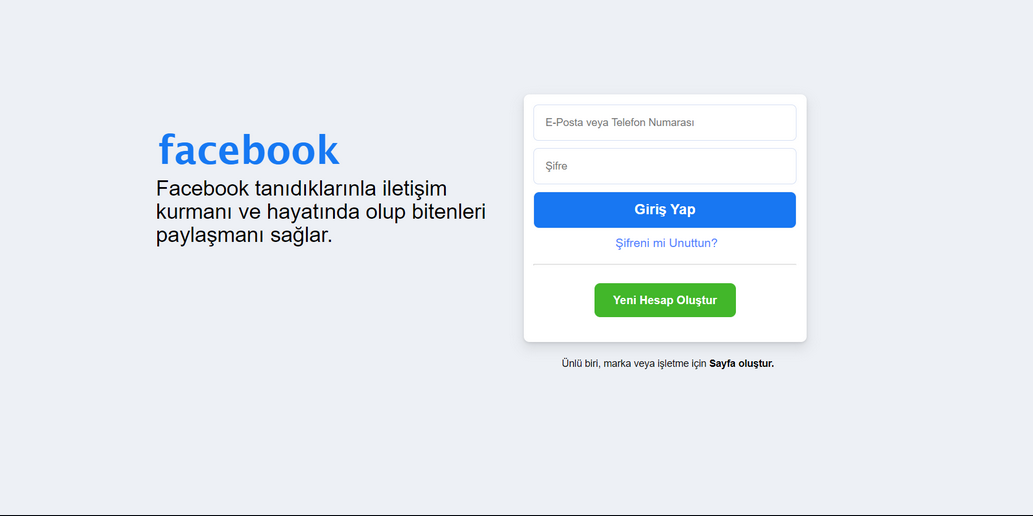 facebook
Facebook tanıdıklarınla iletişim
kurmanı ve hayatında olup bitenleri
paylaşmanı sağlar.
E-Posta veya Telefon Numarası
Şifre
Giriş Yap
Şifreni mi Unuttun?
Yeni Hesap Oluştur
Ünlü biri, marka veya işletme için Sayfa oluştur.